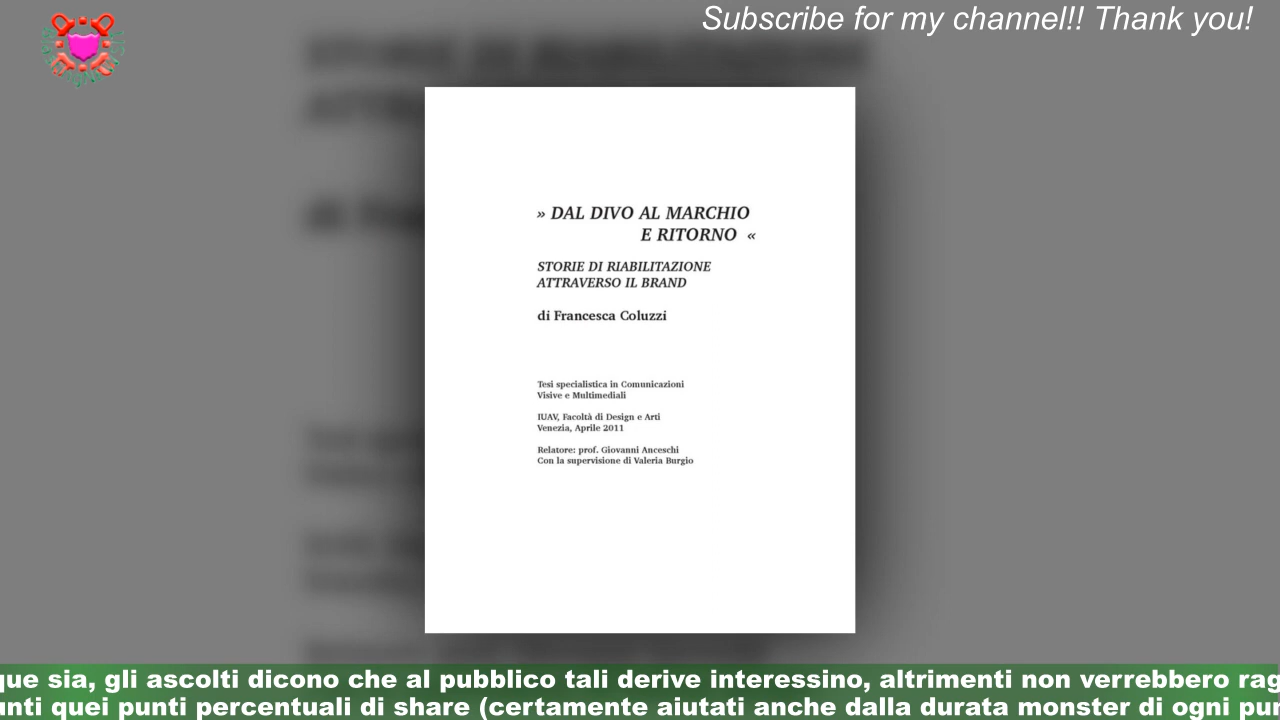 Subscribe for my channel!! Thank you!
» DAL DIVO AL MARCHIO
E RITORNO «
STORIE DI RIABILITAZIONE
ATTRAVERSO IL BRAND
di Francesca Coluzzi
Tesi specialistica in Comunicazioni
Visive e Multimediali
IUAV, Facoltà di Design e Arti
Venezia, Aprile 2011
Relatore: prof. Giovanni Anceschi
Con la supervisione di Valeria Burgio
que sia, gli ascolti dicono che al pubblico tali derive interessino, altrimenti non verrebbero rag
unti quei punti percentuali di share (certamente aiutati anche dalla durata monster di ogni pun